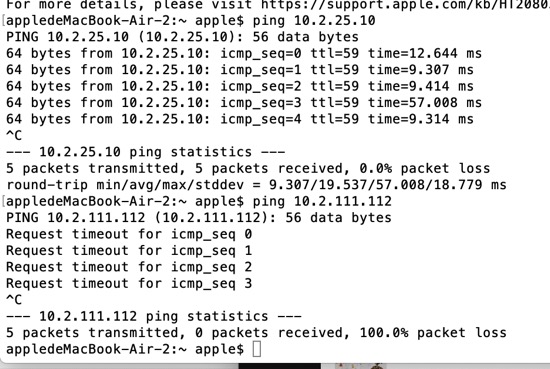 For more details, please visit https://support.apple.com/kb/HT2080
[appledeMacBook-Air-2:~ apple$ ping 10.2.25.10
PING 10.2.25.10 (10.2.25.10): 56 data bytes
64 bytes from 10.2.25.10: icmp_seq=0 ttl=59 time=12.644 ms
64 bytes from 10.2.25.10: icmp_seq=1 ttl=59 time=9.307 ms
64 bytes from 10.2.25.10: icmp_seq=2 ttl=59 time=9.414 ms
64 bytes from 10.2.25.10: icmp_seq=3 ttl=59 time=57.008 ms
64 bytes from 10.2.25.10: icmp_seq=4 ttl=59 time=9.314 ms
^C
--- 10.2.25.10 ping statistics ---
5 packets transmitted, 5 packets received, 0.0% packet loss
round-trip min/avg/max/stddev = 9.307/19.537/57.008/18.779 ms
[appledeMacBook-Air-2:~ apple$ ping 10.2.111.112
PING 10.2.111.112 (10.2.111.112): 56 data bytes
Request timeout for icmp_seq 0
Request timeout for icmp_seq 1
Request timeout for icmp_seq 2
Request timeout for icmp_seq 3
^C
--- 10.2.111.112 ping statistics ---
5 packets transmitted, 0 packets received, 100.0% packet loss
appledeMacBook-Air-2:~ apple$